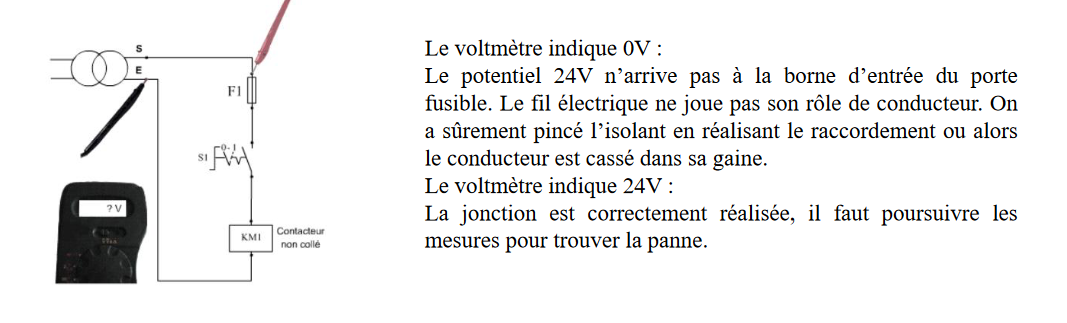 S
E
F1
0-1
S1
? V
KM1
Contacteur
non collé
Le voltmètre indique 0V :
Le potentiel 24V n’arrive pas à la borne d’entrée du porte
fusible. Le fil électrique ne joue pas son rôle de conducteur. On
a sûrement pincé l’isolant en réalisant le raccordement ou alors
le conducteur est cassé dans sa gaine.
Le voltmètre indique 24V :
La jonction est correctement réalisée, il faut poursuivre les
mesures pour trouver la panne.